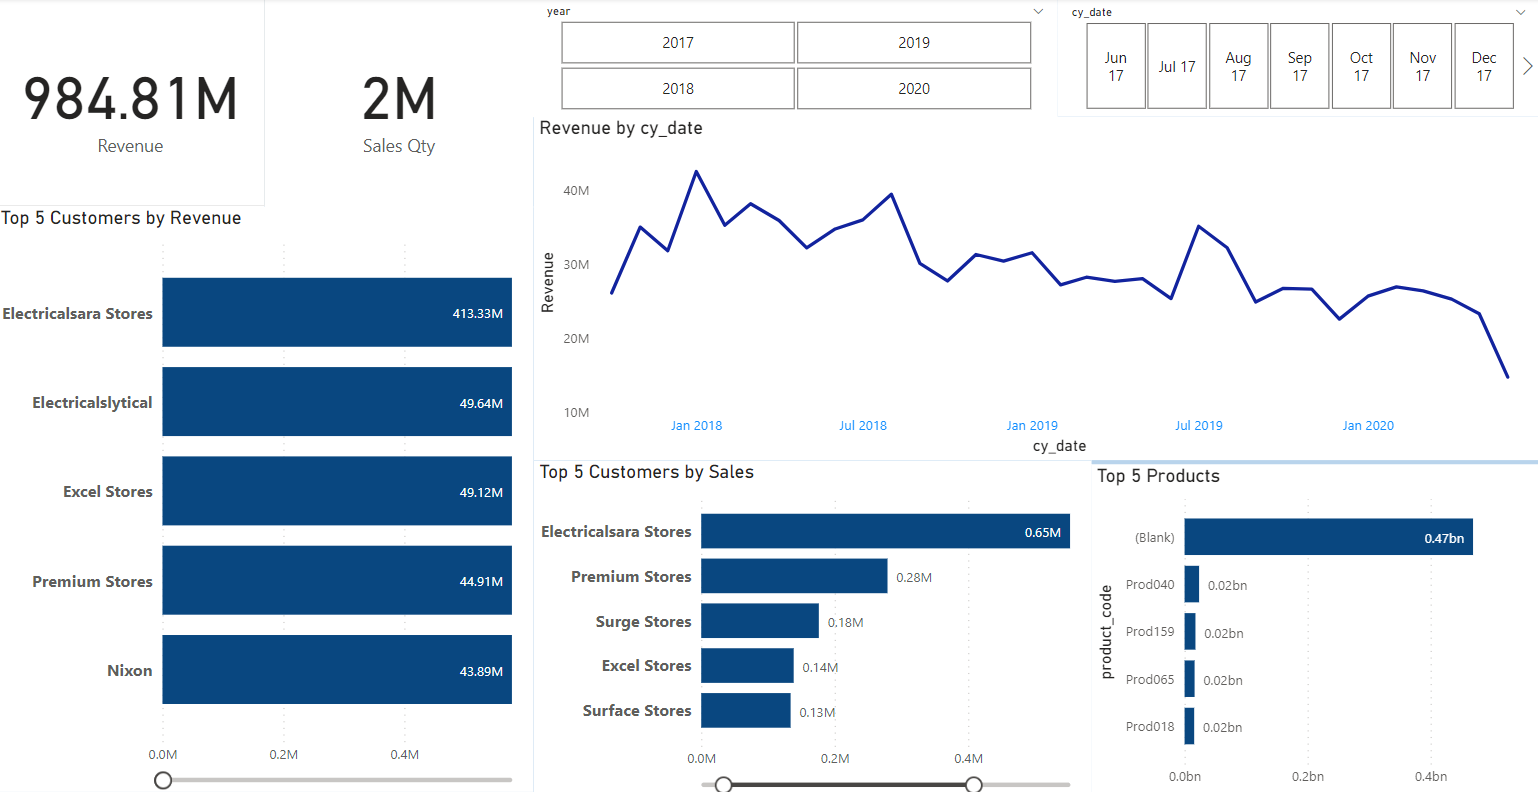 984.81M
Revenue
2M
Sales Qty
year
2017
2019
2018
2020
cy_date
Jun
17
Jul 17
Aug
17
Sep
17
Oct
17
Nov
17
Dec
17
Top 5 Customers by Revenue
Electricalsara Stores
413.33M
Electricalslytical
49.64M
Excel Stores
49.12M
Premium Stores
44.91M
Nixon
43.89M
0.0M
0.2M
0.4M
Revenue by cy_date
Revenue
40M
30M
20M
10M
Jan 2018
Jul 2018
Jan 2019
Jul 2019
Jan 2020
cy_date
Top 5 Customers by Sales
Electricalsara Stores
0.65M
Premium Stores
0.28M
Surge Stores
0.18M
Excel Stores
0.14M
Surface Stores
0.13M
0.0M
0.2M
0.4M
Top 5 Products
product_code
(Blank)
0.47bn
Prod040
0.02bn
Prod159
0.02bn
Prod065
0.02bn
Prod018
0.02bn
0.0bn
0.2bn
0.4bn